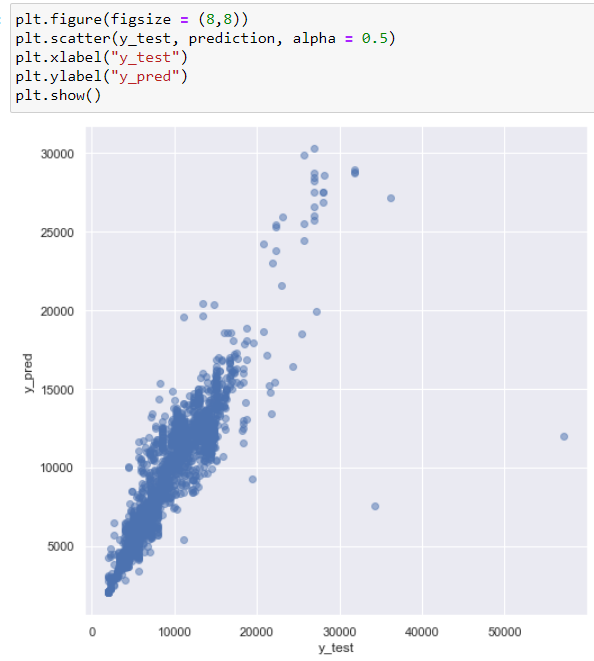 plt.figure(figsize = (8,8))
plt.scatter(y_test, prediction, alpha = 0.5)
plt.xlabel("y_test")
plt.ylabel("y_pred")
plt.show()
30000
25000
20000
15000
10000
5000
y_pred
0 10000 20000 30000 40000 50000
y_test